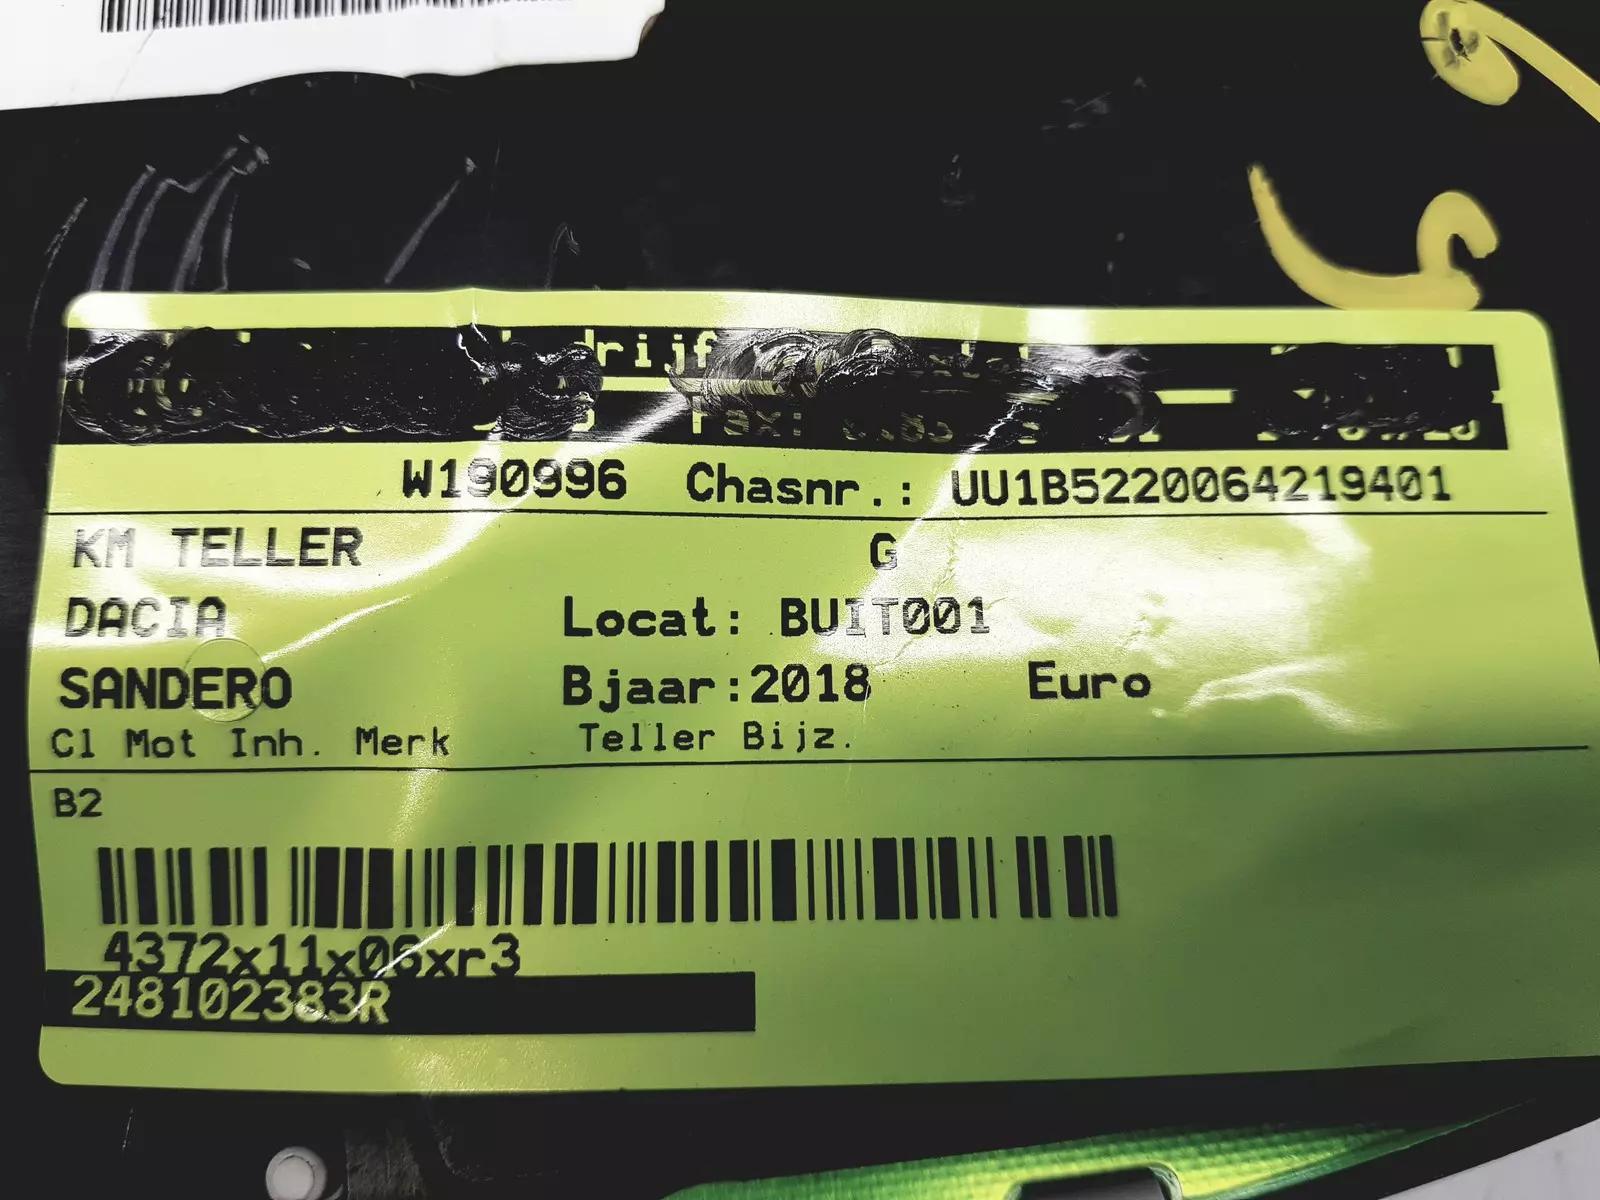 W190996 Chasnr.: UU1B5220064219401
KM TELLER G
DACIA Locat: BUIT001
SANDERO Bjaar:2018 Euro
Cl Mot Inh. Merk Teller Bijz.
B2
4372x11x06xr3
248102383R